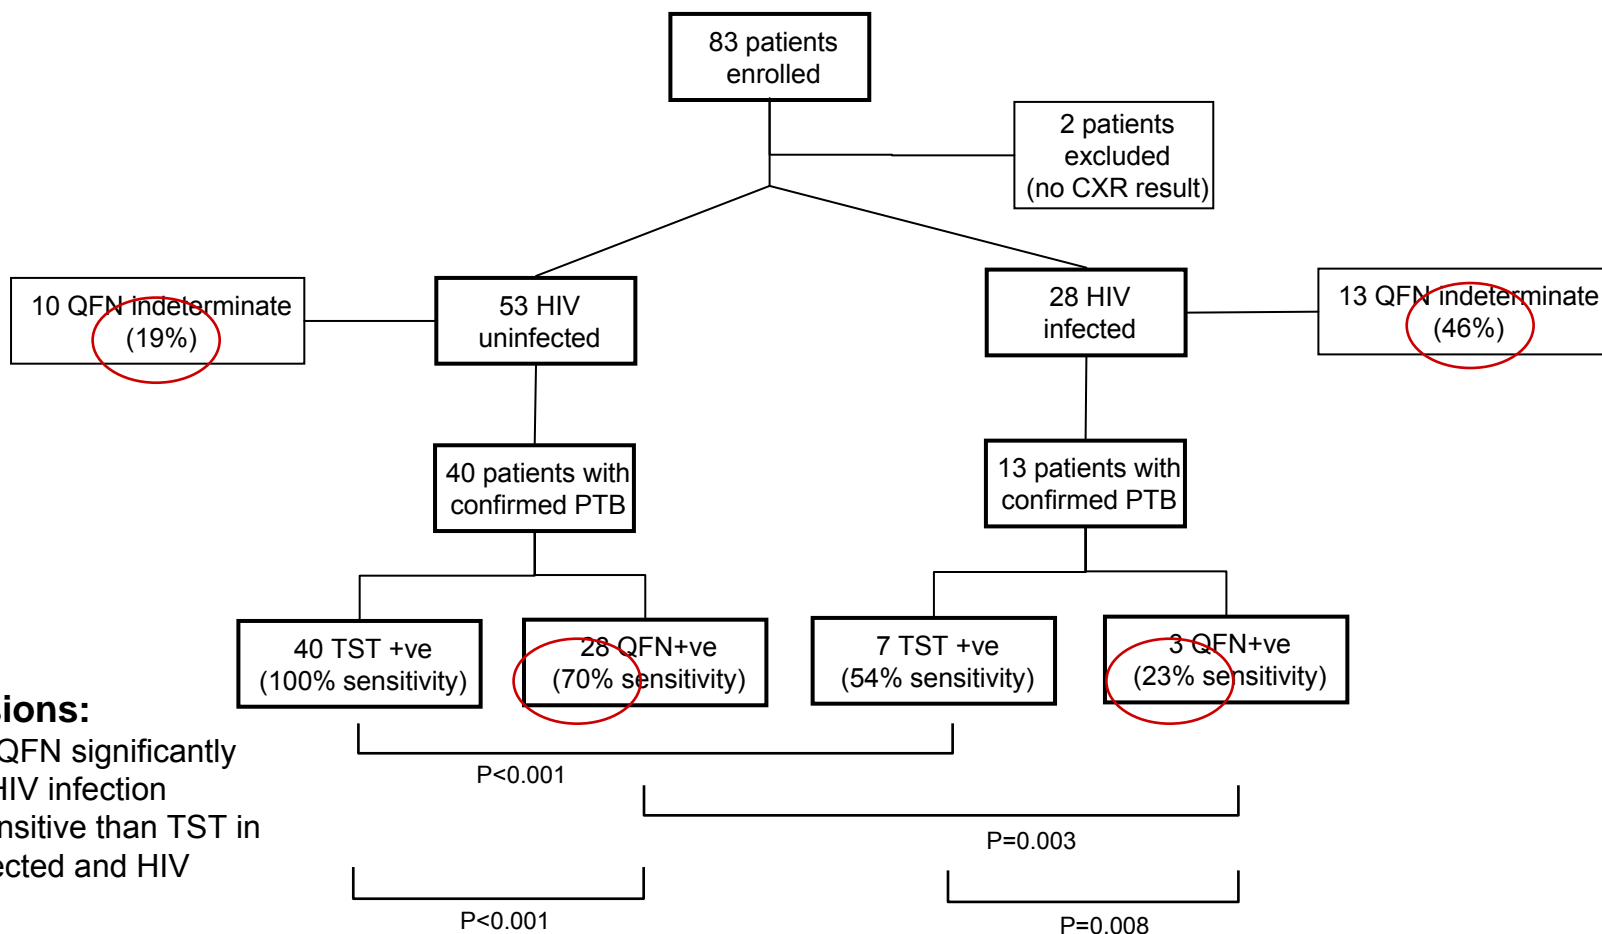 83 patients
enrolled
2 patients
excluded
(no CXR result)
10 QFN indeterminate
(19%)
53 HIV
uninfected
28 HIV
infected
13 QFN indeterminate
(46%)
40 patients with
confirmed PTB
13 patients with
confirmed PTB
40 TST +ve
(100% sensitivity)
28 QFN+ve
(70% sensitivity)
7 TST +ve
(54% sensitivity)
3 QFN+ve
(23% sensitivity)
sions:
QFN significantly
HIV infection
nsitive than TST in
ected and HIV
P<0.001
P=0.003
P<0.001
P=0.008